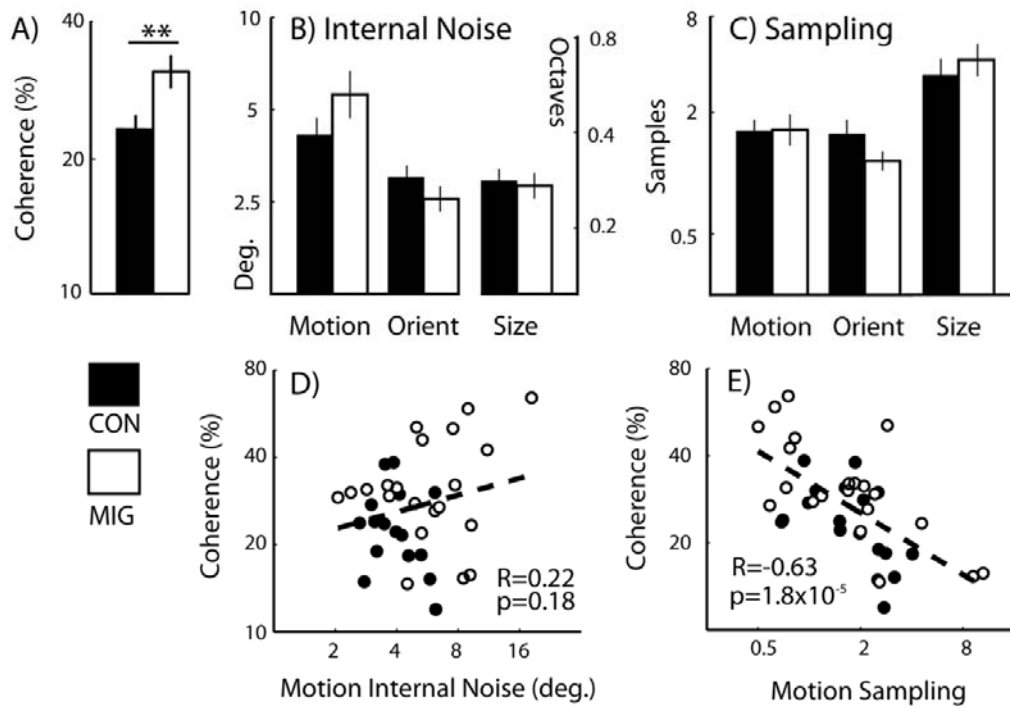 A)
**
40
20
10
Coherence (%)
B) Internal Noise
10
5
2.5
Deg.
0.8
0.4
0.2
Octaves
Motion Orient Size
C) Sampling
8
2
0.5
Samples
Motion Orient Size
CON
MIG
D)
80
40
20
10
Coherence (%)
R=0.22
p=0.18
2 4 8 16
Motion Internal Noise (deg.)
E)
80
40
20
Coherence (%)
R=-0.63
p=1.8x10⁻⁵
0.5 2 8
Motion Sampling